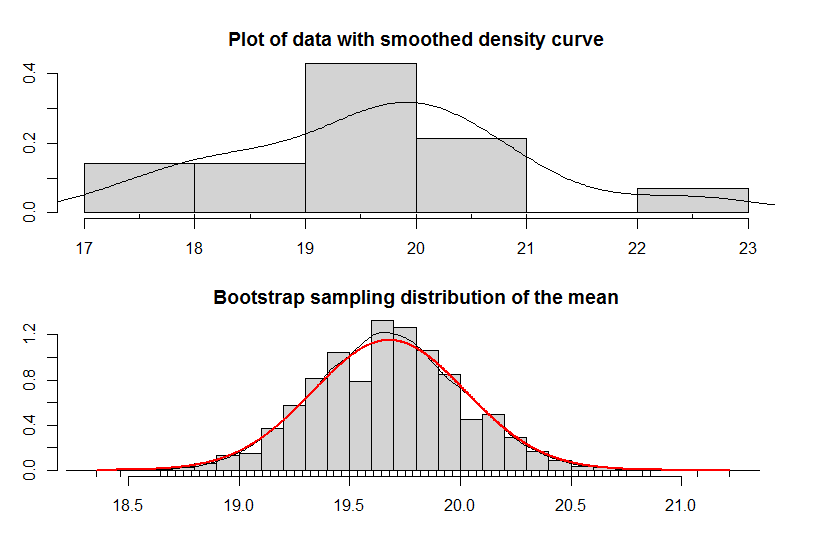 Plot of data with smoothed density curve
0.4
0.2
0.0
17 18 19 20 21 22 23
Bootstrap sampling distribution of the mean
1.2
0.8
0.4
0.0
18.5 19.0 19.5 20.0 20.5 21.0